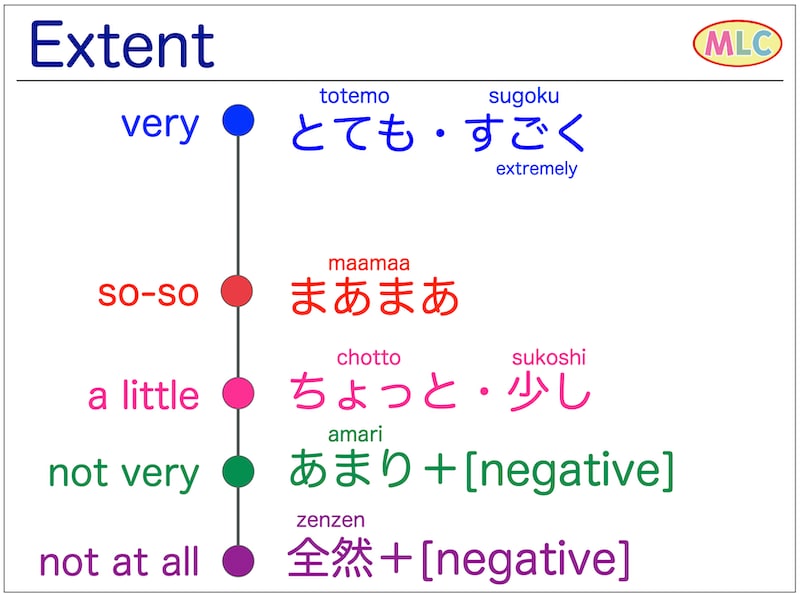 Extent
MLC
totemo sugoku
very とても・すごく
extremely
maamaa
so-so まあまあ
chotto sukoshi
a little ちょっと・少し
amari
not very あまり＋[negative]
zenzen
not at all 全然＋[negative]